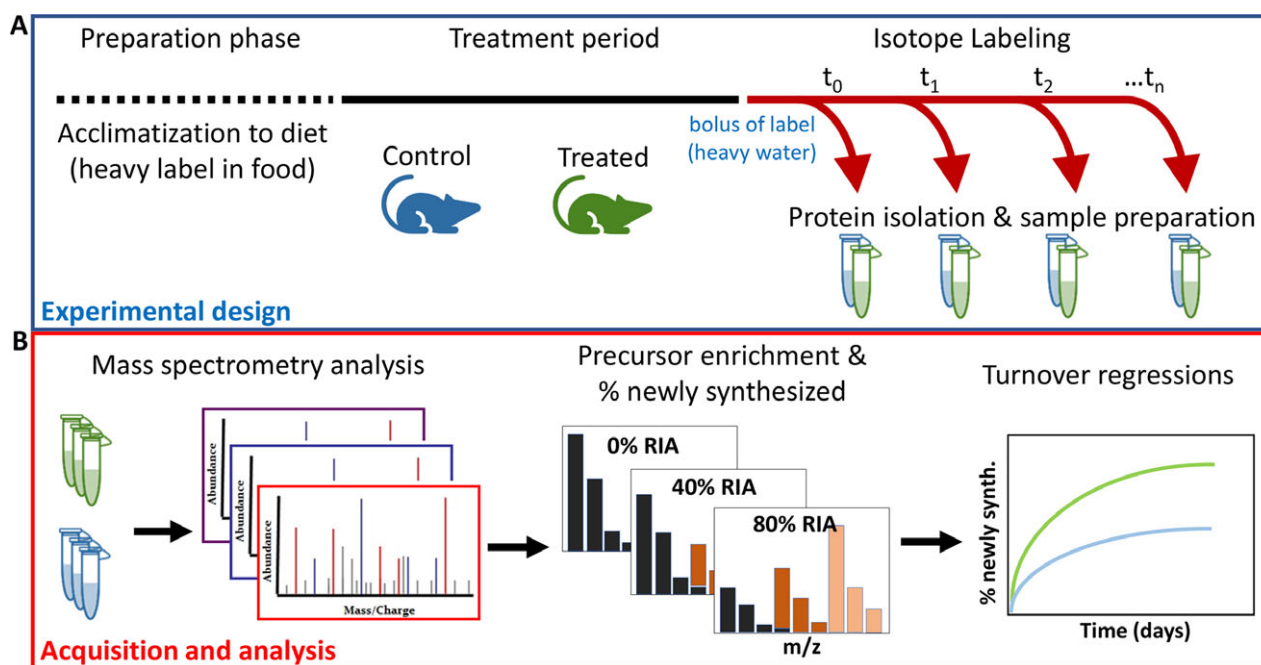 A
Preparation phase
Treatment period
Isotope Labeling
t0
t1
t2
...tn
Acclimatization to diet
(heavy label in food)
Control
Treated
bolus of label
(heavy water)
Protein isolation & sample preparation
Experimental design
B
Mass spectrometry analysis
Precursor enrichment &
% newly synthesized
Turnover regressions
Abundance
Abundance
Abundance
Mass/Charge
0% RIA
40% RIA
80% RIA
m/z
% newly synth.
Time (days)
Acquisition and analysis